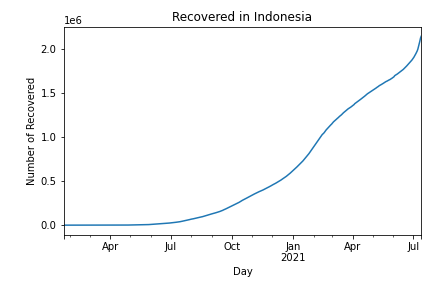 Recovered in Indonesia
1e6
2.0
1.5
1.0
0.5
0.0
Number of Recovered
Apr Jul Oct Jan Apr Jul
2021
Day